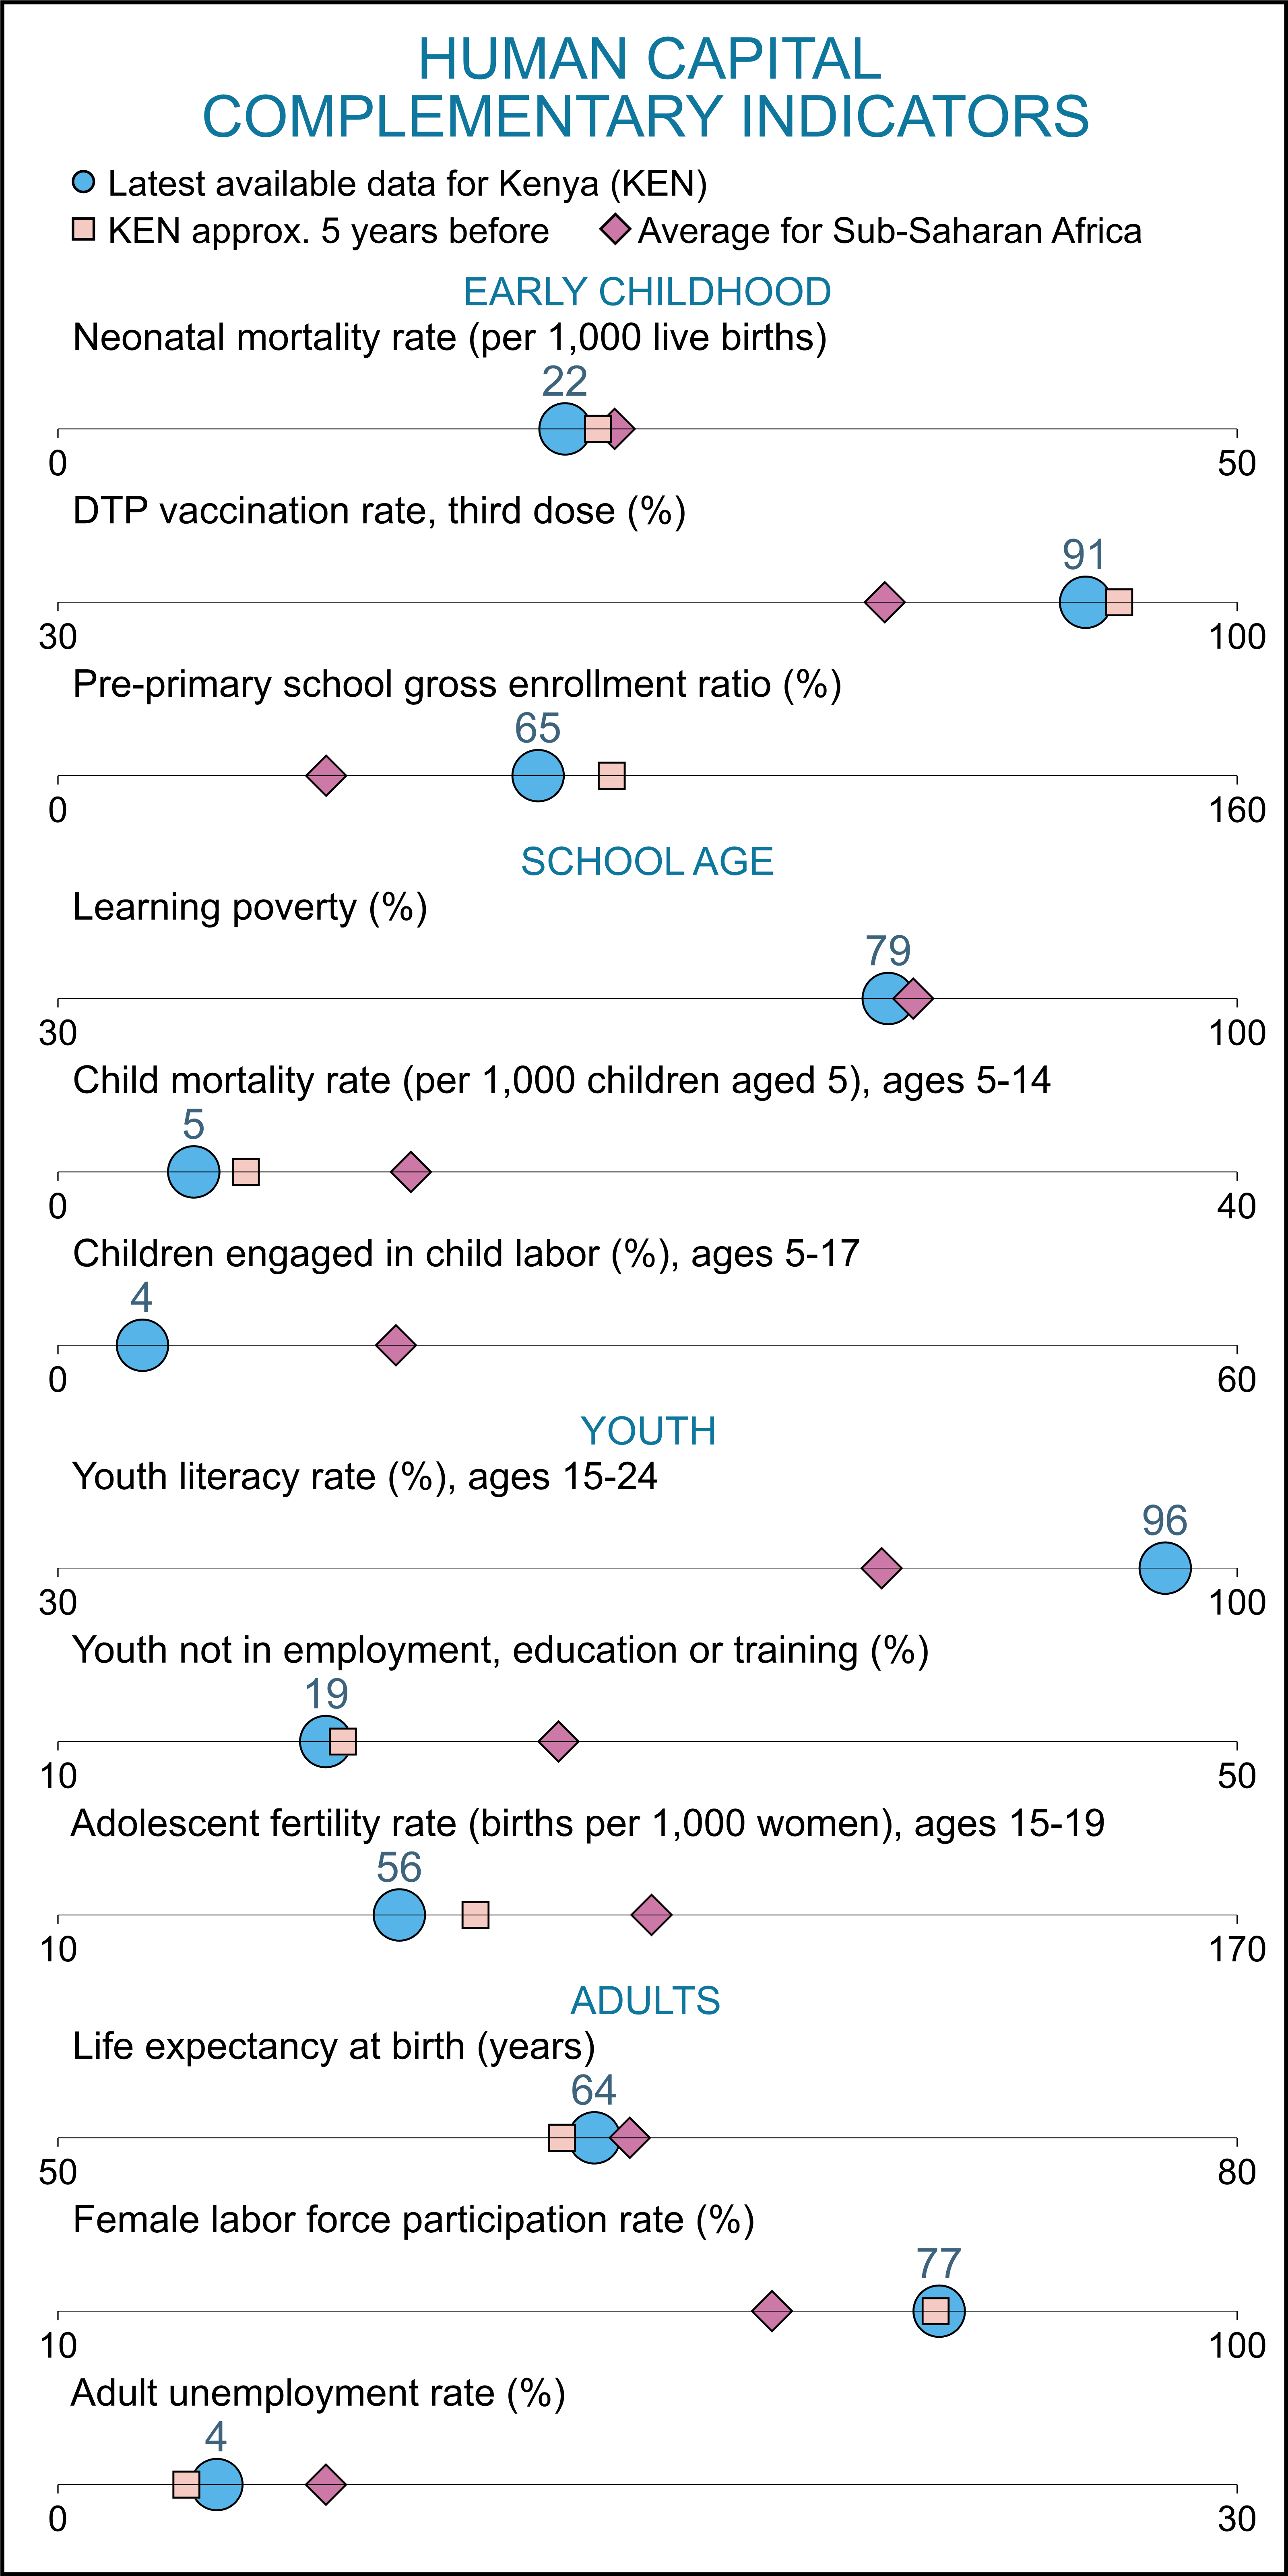 HUMAN CAPITAL
COMPLEMENTARY INDICATORS
Latest available data for Kenya (KEN)
KEN approx. 5 years before Average for Sub-Saharan Africa
EARLY CHILDHOOD
Neonatal mortality rate (per 1,000 live births)
22
0 50
DTP vaccination rate, third dose (%)
91
30 100
Pre-primary school gross enrollment ratio (%)
65
0 160
SCHOOL AGE
Learning poverty (%)
79
30 100
Child mortality rate (per 1,000 children aged 5), ages 5-14
5
0 40
Children engaged in child labor (%), ages 5-17
4
0 60
YOUTH
Youth literacy rate (%), ages 15-24
96
30 100
Youth not in employment, education or training (%)
19
10 50
Adolescent fertility rate (births per 1,000 women), ages 15-19
56
10 170
ADULTS
Life expectancy at birth (years)
64
50 80
Female labor force participation rate (%)
77
10 100
Adult unemployment rate (%)
4
0 30